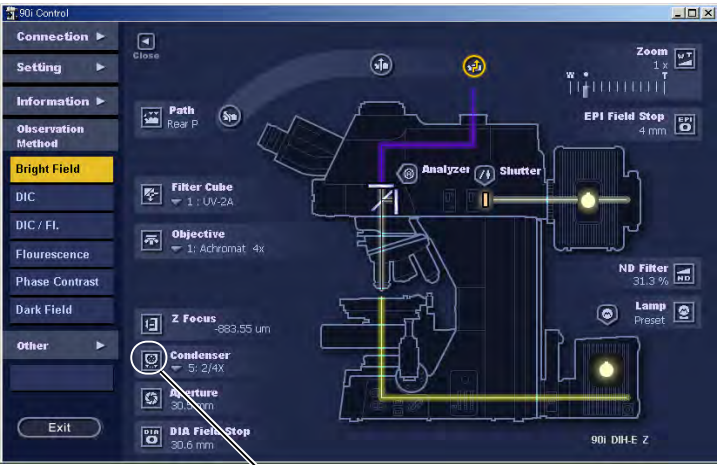 90i Control
Connection
Setting
Information
Observation
Method
Bright Field
DIC
DIC / Fl.
Flourescence
Phase Contrast
Dark Field
Other
Exit
Close
Path
Rear P
Filter Cube
1 : UV-2A
Objective
1: Achromat 4x
Z Focus
-883.55 um
Condenser
5: 2/4X
Aperture
30.5 mm
DIA
DIA Field Stop
30.6 mm
Analyzer
Shutter
Zoom
1 x
W T
W T
EPI Field Stop
4 mm
EPI
ND Filter
31.3 %
ND
Lamp
Preset
90i DIH-E Z